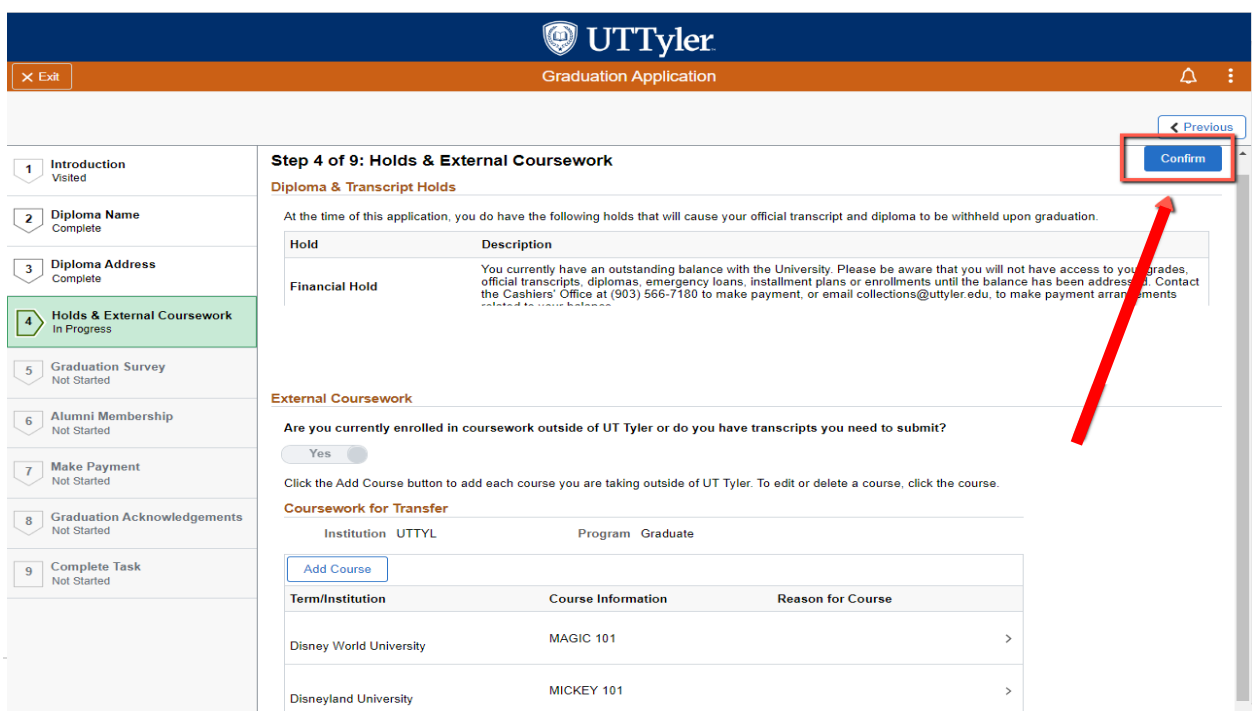 UTTyler
Exit
Graduation Application
Previous
1 Introduction
Visited
2 Diploma Name
Complete
3 Diploma Address
Complete
4 Holds & External Coursework
In Progress
5 Graduation Survey
Not Started
6 Alumni Membership
Not Started
7 Make Payment
Not Started
8 Graduation Acknowledgements
Not Started
9 Complete Task
Not Started
Step 4 of 9: Holds & External Coursework
Confirm
Diploma & Transcript Holds
At the time of this application, you do have the following holds that will cause your official transcript and diploma to be withheld upon graduation.
Hold Description
Financial Hold
You currently have an outstanding balance with the University. Please be aware that you will not have access to your grades,
official transcripts, diplomas, emergency loans, installment plans or enrollments until the balance has been addressed. Contact
the Cashiers' Office at (903) 566-7180 to make payment, or email collections@uttyler.edu, to make payment arrangements
related to your balance
External Coursework
Are you currently enrolled in coursework outside of UT Tyler or do you have transcripts you need to submit?
Yes
Click the Add Course button to add each course you are taking outside of UT Tyler. To edit or delete a course, click the course.
Coursework for Transfer
Institution UTTYL Program Graduate
Add Course
Term/Institution Course Information Reason for Course
Disney World University MAGIC 101
Disneyland University MICKEY 101